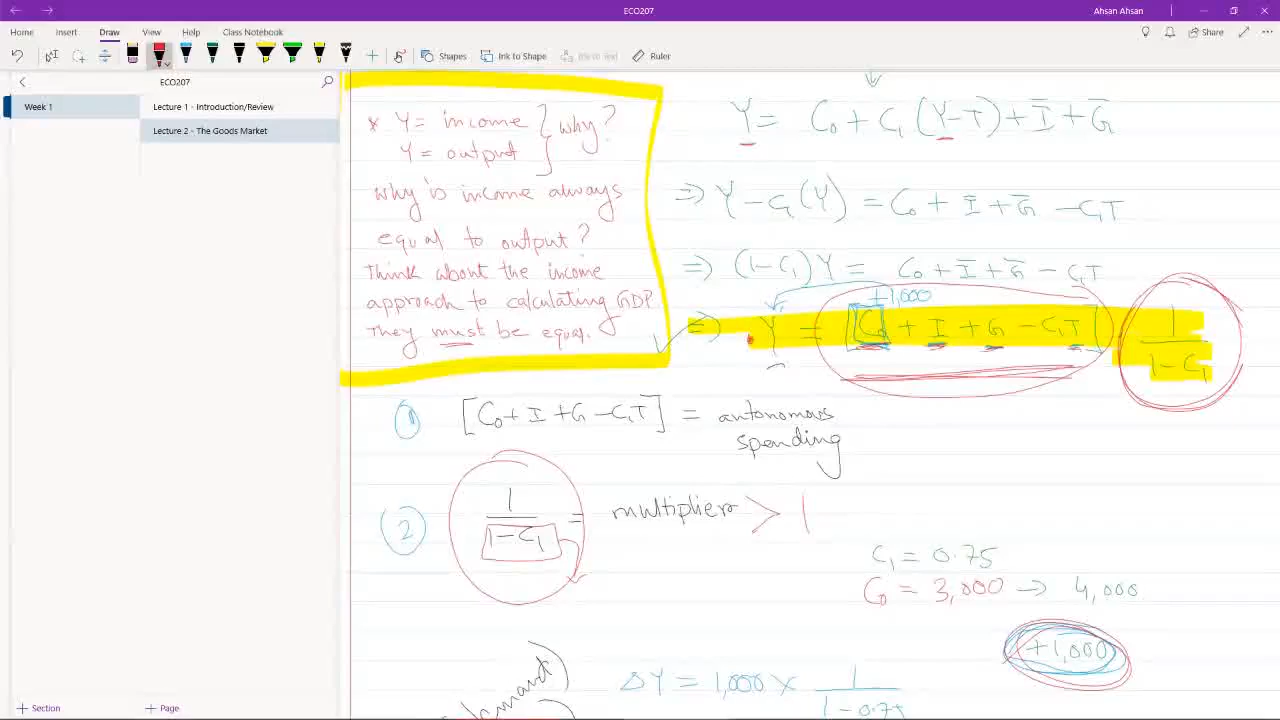 ECO207
Ahsan Ahsan
Home Insert Draw View Help Class Notebook
Share
Shapes Ink to Shape Ink to Text Ruler
ECO207
Week 1
Lecture 1 - Introduction/Review
Lecture 2 - The Goods Market
+ Section + Page
* Y = income } why?
Y = output
why is income always
equal to output?
think about the income
approach to calculating GDP
They must be equal.
Y = C₀ + C₁ (Y-T) + Ī + Ḡ
⇒ Y - C₁(Y) = C₀ + Ī + Ḡ - C₁T
⇒ (1-C₁) Y = C₀ + Ī + Ḡ - C₁T
+1,000
⇒ Y = [C₀ + Ī + Ḡ - C₁T] 1/(1-C₁)
① [C₀ + I + G - C₁T] = autonomous
spending
② 1/(1-C₁) = multiplier > 1
C₁ = 0.75
C₀ = 3,000 → 4,000
+1,000
ΔY = 1,000 × 1/(1-0.75